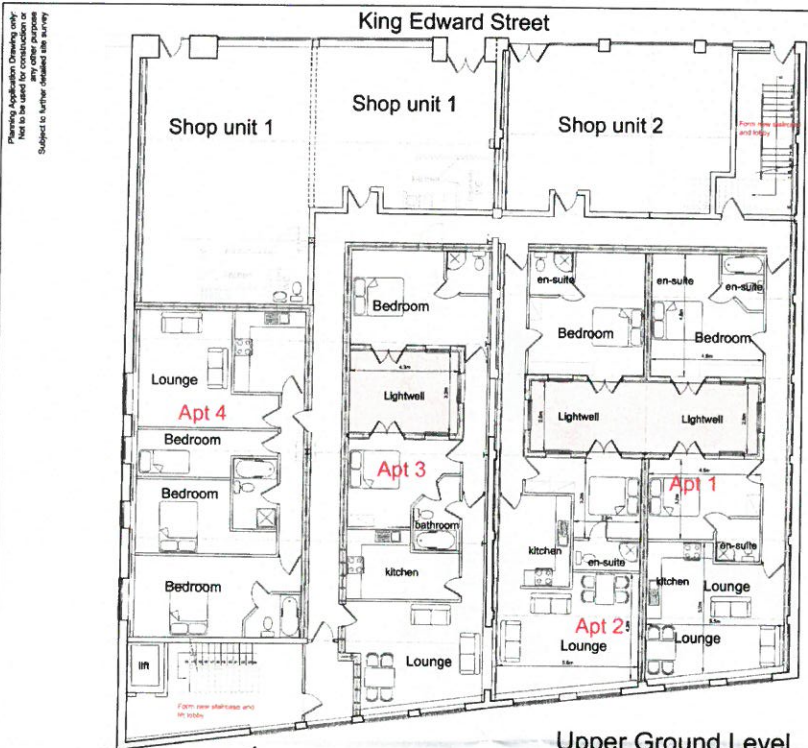 Planning Application Drawing only.
Not to be used for construction or
any other purpose
Subject to further detailed site survey
King Edward Street
Shop unit 1
Shop unit 1
Shop unit 2
Form new staircase
and lobby
Bedroom
en-suite
en-suite
en-suite
Bedroom
Bedroom
Lounge
Apt 4
4.3m
Lightwell
Lightwell
Lightwell
Bedroom
Apt 3
Apt 1
Bedroom
bathroom
kitchen
en-suite
en-suite
kitchen
kitchen
Lounge
Bedroom
Apt 2
Lounge
Lounge
Lounge
lift
Form new staircase and
lift lobby
Upper Ground Level